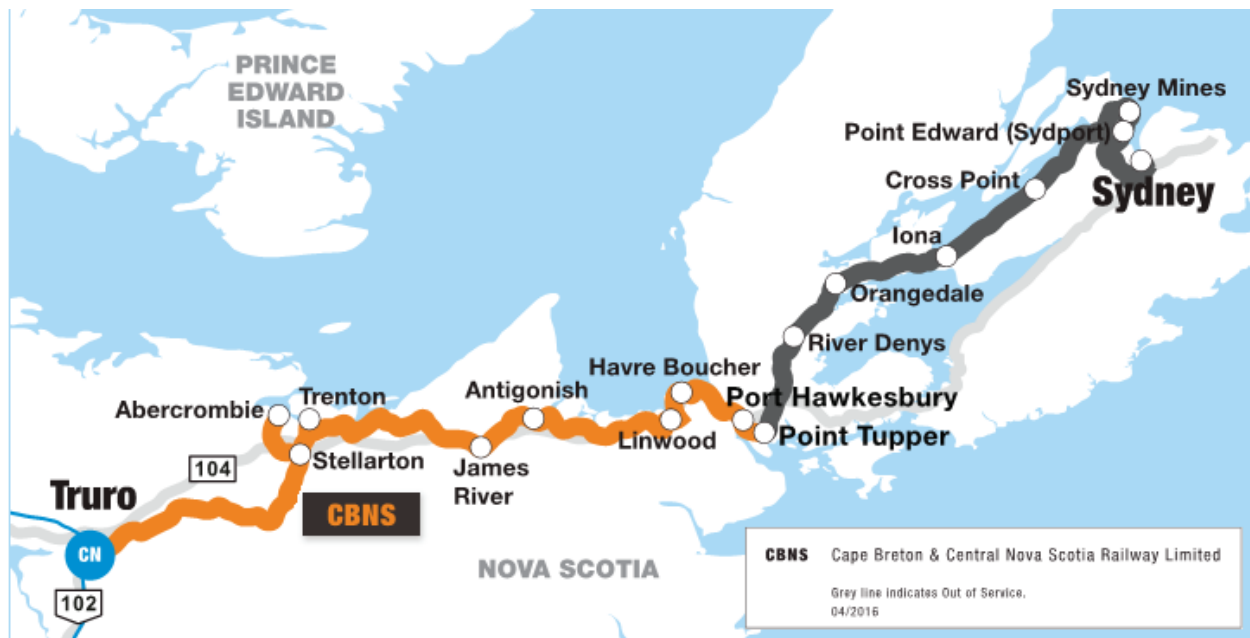 PRINCE
EDWARD
ISLAND
Sydney Mines
Point Edward (Sydport)
Cross Point
Sydney
Iona
Orangedale
River Denys
Havre Boucher
Trenton
Antigonish
Port Hawkesbury
Abercrombie
Linwood
Point Tupper
Stellarton
James
River
104
Truro
CBNS
CN
NOVA SCOTIA
102
CBNS Cape Breton & Central Nova Scotia Railway Limited
Grey line indicates Out of Service.
04/2016